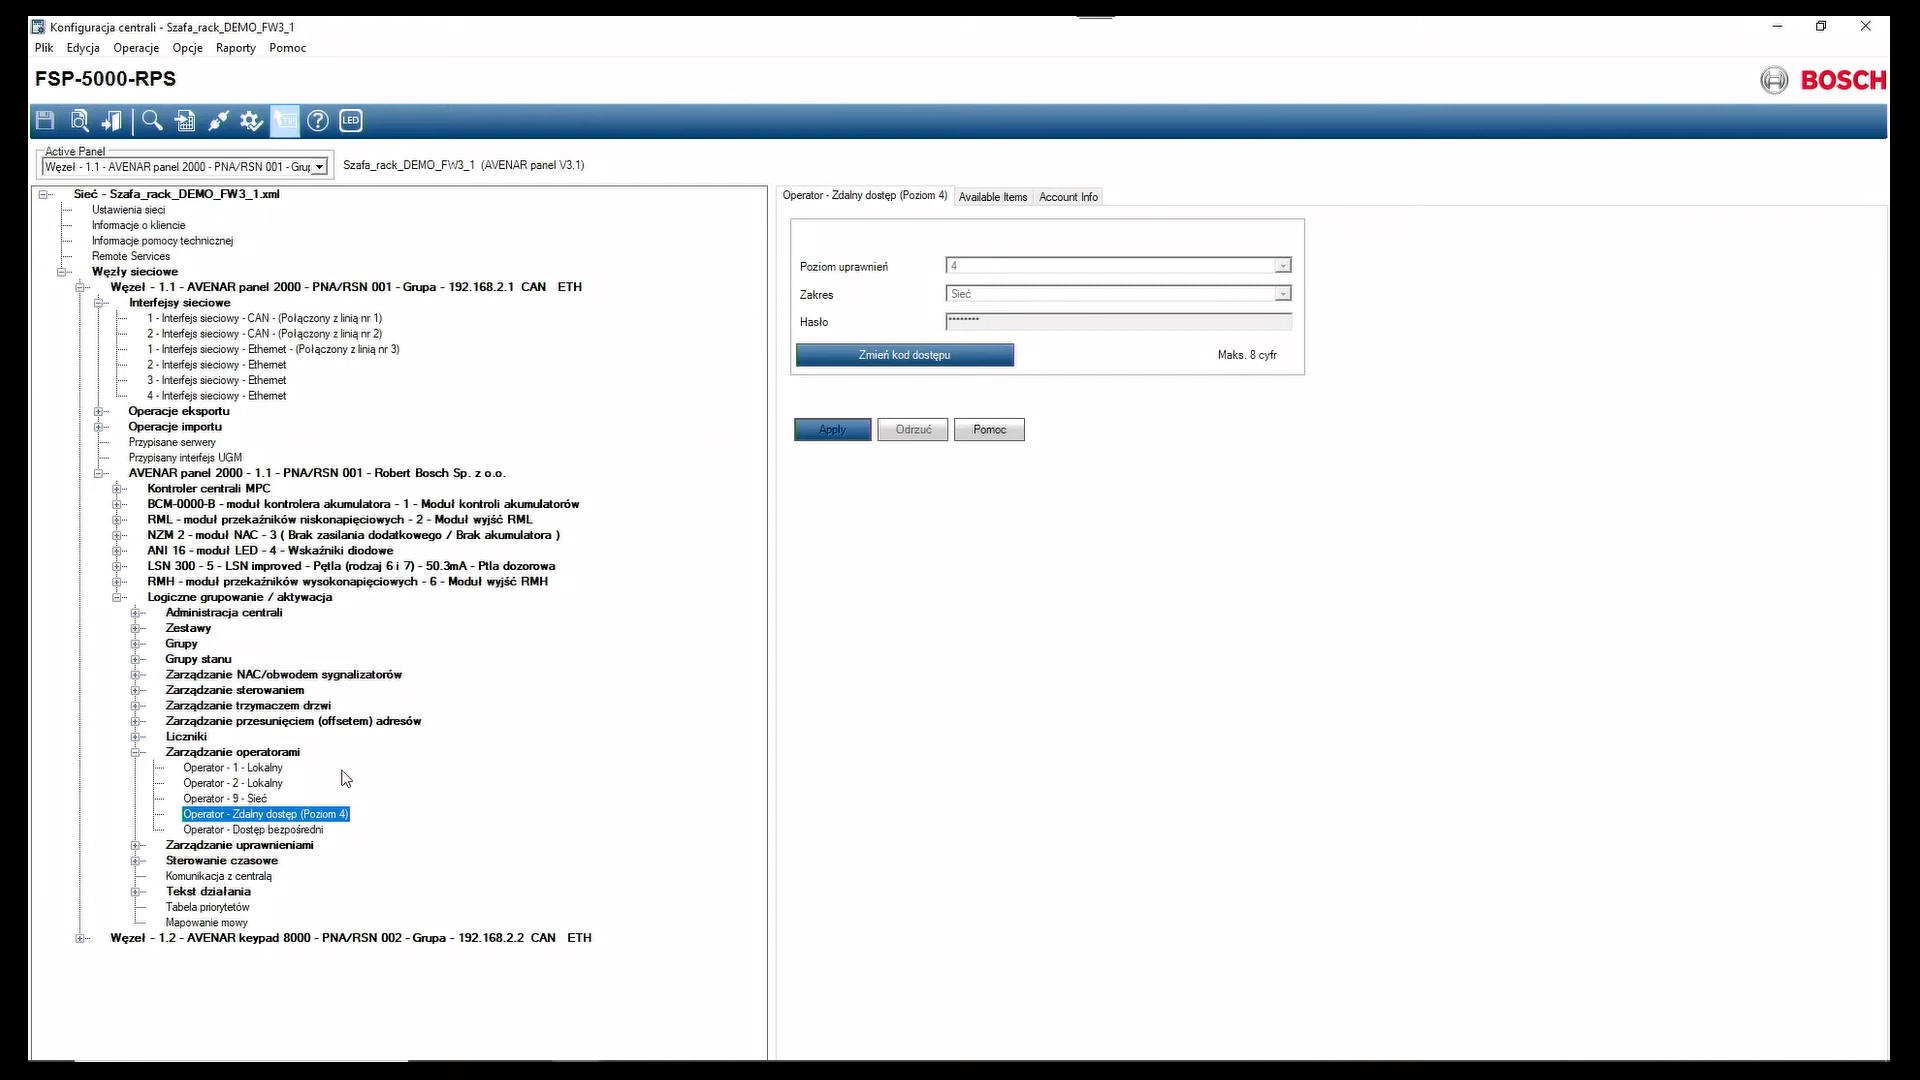 Konfiguracja centrali - Szafa_rack_DEMO_FW3_1
Plik Edycja Operacje Opcje Raporty Pomoc
FSP-5000-RPS
BOSCH
LED
Active Panel
Węzeł - 1.1 - AVENAR panel 2000 - PNA/RSN 001 - Gru
Szafa_rack_DEMO_FW3_1 (AVENAR panel V3.1)
Sieć - Szafa_rack_DEMO_FW3_1.xml
Ustawienia sieci
Informacje o kliencie
Informacje pomocy technicznej
Remote Services
Węzły sieciowe
Węzeł - 1.1 - AVENAR panel 2000 - PNA/RSN 001 - Grupa - 192.168.2.1 CAN ETH
Interfejsy sieciowe
1 - Interfejs sieciowy - CAN - (Połączony z linią nr 1)
2 - Interfejs sieciowy - CAN - (Połączony z linią nr 2)
1 - Interfejs sieciowy - Ethernet - (Połączony z linią nr 3)
2 - Interfejs sieciowy - Ethernet
3 - Interfejs sieciowy - Ethernet
4 - Interfejs sieciowy - Ethernet
Operacje eksportu
Operacje importu
Przypisane serwery
Przypisany interfejs UGM
AVENAR panel 2000 - 1.1 - PNA/RSN 001 - Robert Bosch Sp. z o.o.
Kontroler centrali MPC
BCM-0000-B - moduł kontrolera akumulatora - 1 - Moduł kontroli akumulatorów
RML - moduł przekaźników niskonapięciowych - 2 - Moduł wyjść RML
NZM 2 - moduł NAC - 3 ( Brak zasilania dodatkowego / Brak akumulatora )
ANI 16 - moduł LED - 4 - Wskaźniki diodowe
LSN 300 - 5 - LSN improved - Pętla (rodzaj 6 i 7) - 50.3mA - Ptla dozorowa
RMH - moduł przekaźników wysokonapięciowych - 6 - Moduł wyjść RMH
Logiczne grupowanie / aktywacja
Administracja centrali
Zestawy
Grupy
Grupy stanu
Zarządzanie NAC/obwodem sygnalizatorów
Zarządzanie sterowaniem
Zarządzanie trzymaczem drzwi
Zarządzanie przesunięciem (offsetem) adresów
Liczniki
Zarządzanie operatorami
Operator - 1 - Lokalny
Operator - 2 - Lokalny
Operator - 9 - Sieć
Operator - Zdalny dostęp (Poziom 4)
Operator - Dostęp bezpośredni
Zarządzanie uprawnieniami
Sterowanie czasowe
Komunikacja z centralą
Tekst działania
Tabela priorytetów
Mapowanie mowy
Węzeł - 1.2 - AVENAR keypad 8000 - PNA/RSN 002 - Grupa - 192.168.2.2 CAN ETH
Operator - Zdalny dostęp (Poziom 4) Available Items Account Info
Poziom uprawnień 4
Zakres Sieć
Hasło ********
Zmień kod dostępu Maks. 8 cyfr
Apply Odrzuć Pomoc